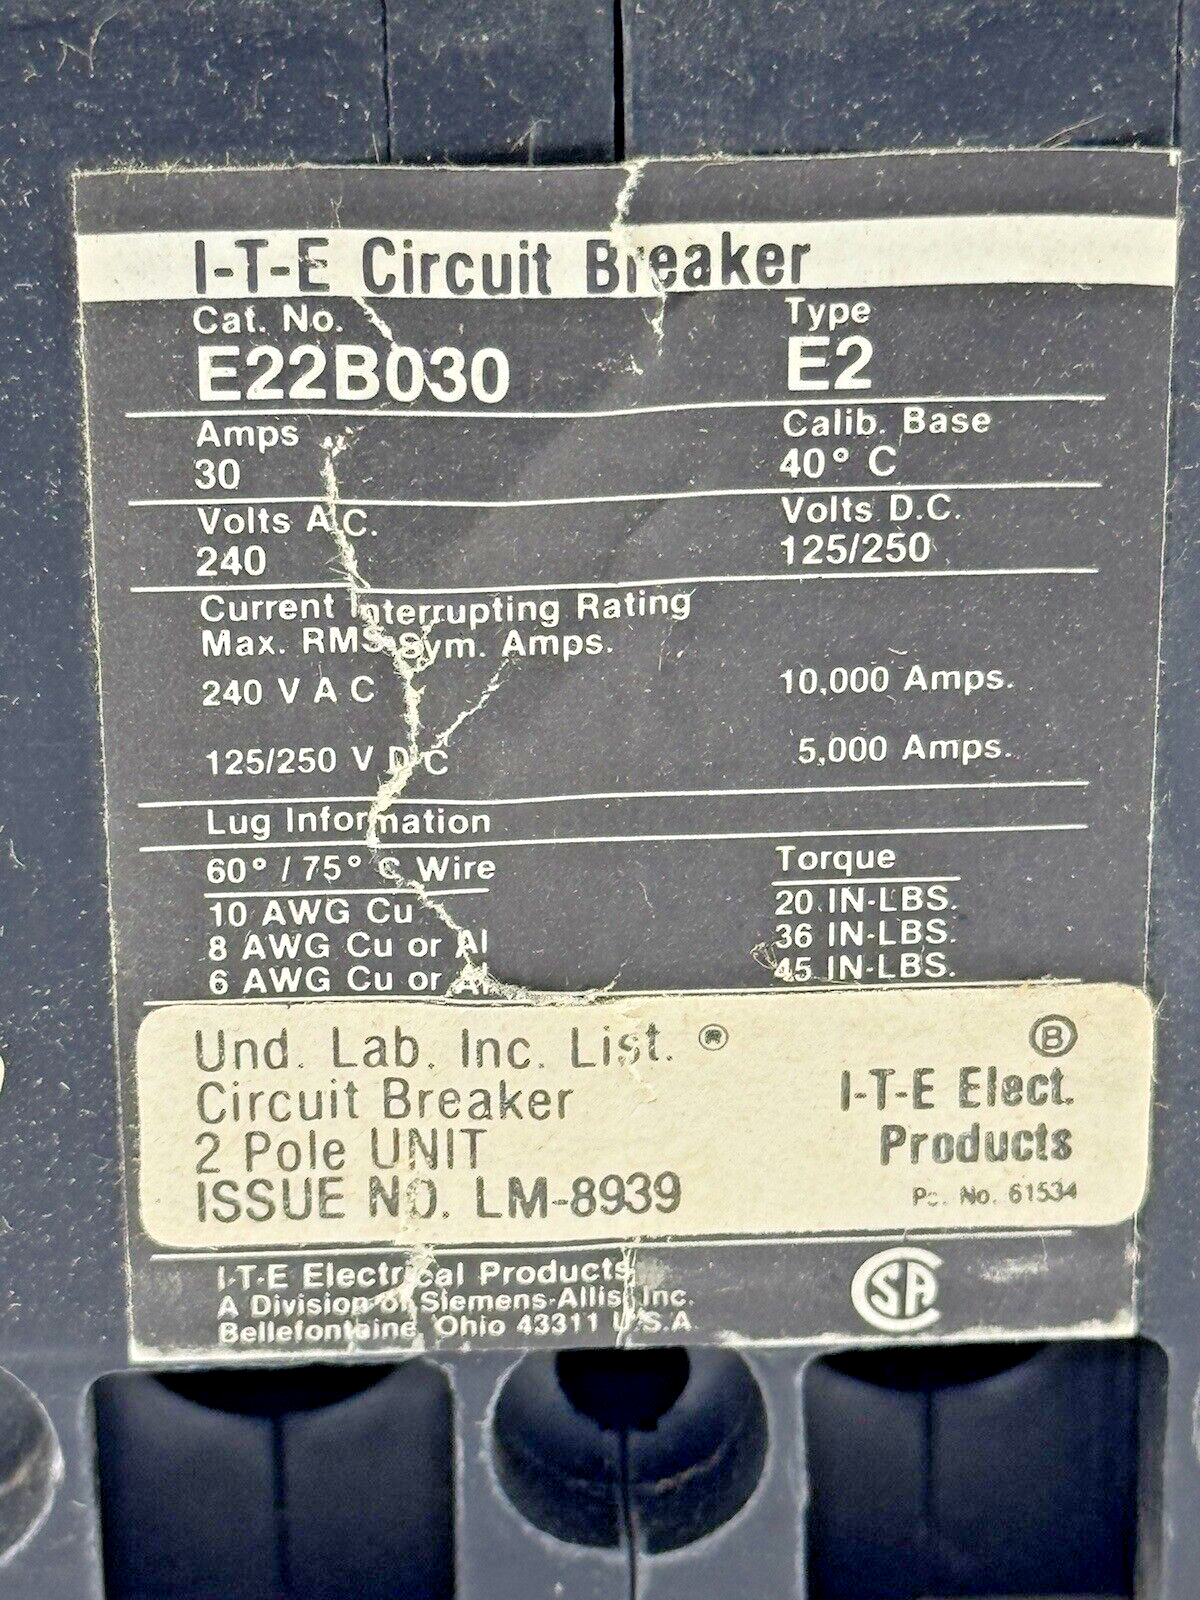 I-T-E Circuit Breaker
Cat. No. Type
E22B030 E2
Amps Calib. Base
30 40° C
Volts A.C. Volts D.C.
240 125/250
Current Interrupting Rating
Max. RMS Sym. Amps.
240 V A C 10,000 Amps.
125/250 V D C 5,000 Amps.
Lug Information
60° / 75° C Wire Torque
10 AWG Cu 20 IN-LBS.
8 AWG Cu or Al 36 IN-LBS.
6 AWG Cu or Al 45 IN-LBS.
Und. Lab. Inc. List. ® B
Circuit Breaker I-T-E Elect.
2 Pole UNIT Products
ISSUE NO. LM-8939 No. 61534
I-T-E Electrical Products
A Division of Siemens-Allis, Inc.
Bellefontaine, Ohio 43311 U.S.A.
CSA